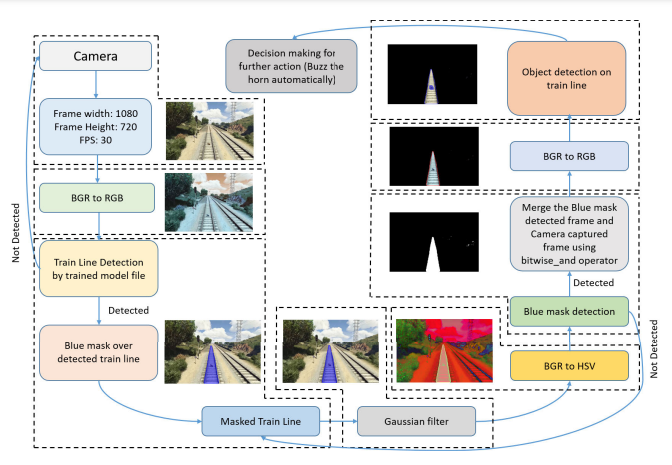 Camera
Frame width: 1080
Frame Height: 720
FPS: 30
BGR to RGB
Train Line Detection
by trained model file
Detected
Blue mask over
detected train line
Not Detected
Masked Train Line
Gaussian filter
BGR to HSV
Blue mask detection
Not Detected
Detected
Merge the Blue mask
detected frame and
Camera captured
frame using
bitwise_and operator
BGR to RGB
Object detection on
train line
Decision making for
further action (Buzz the
horn automatically)